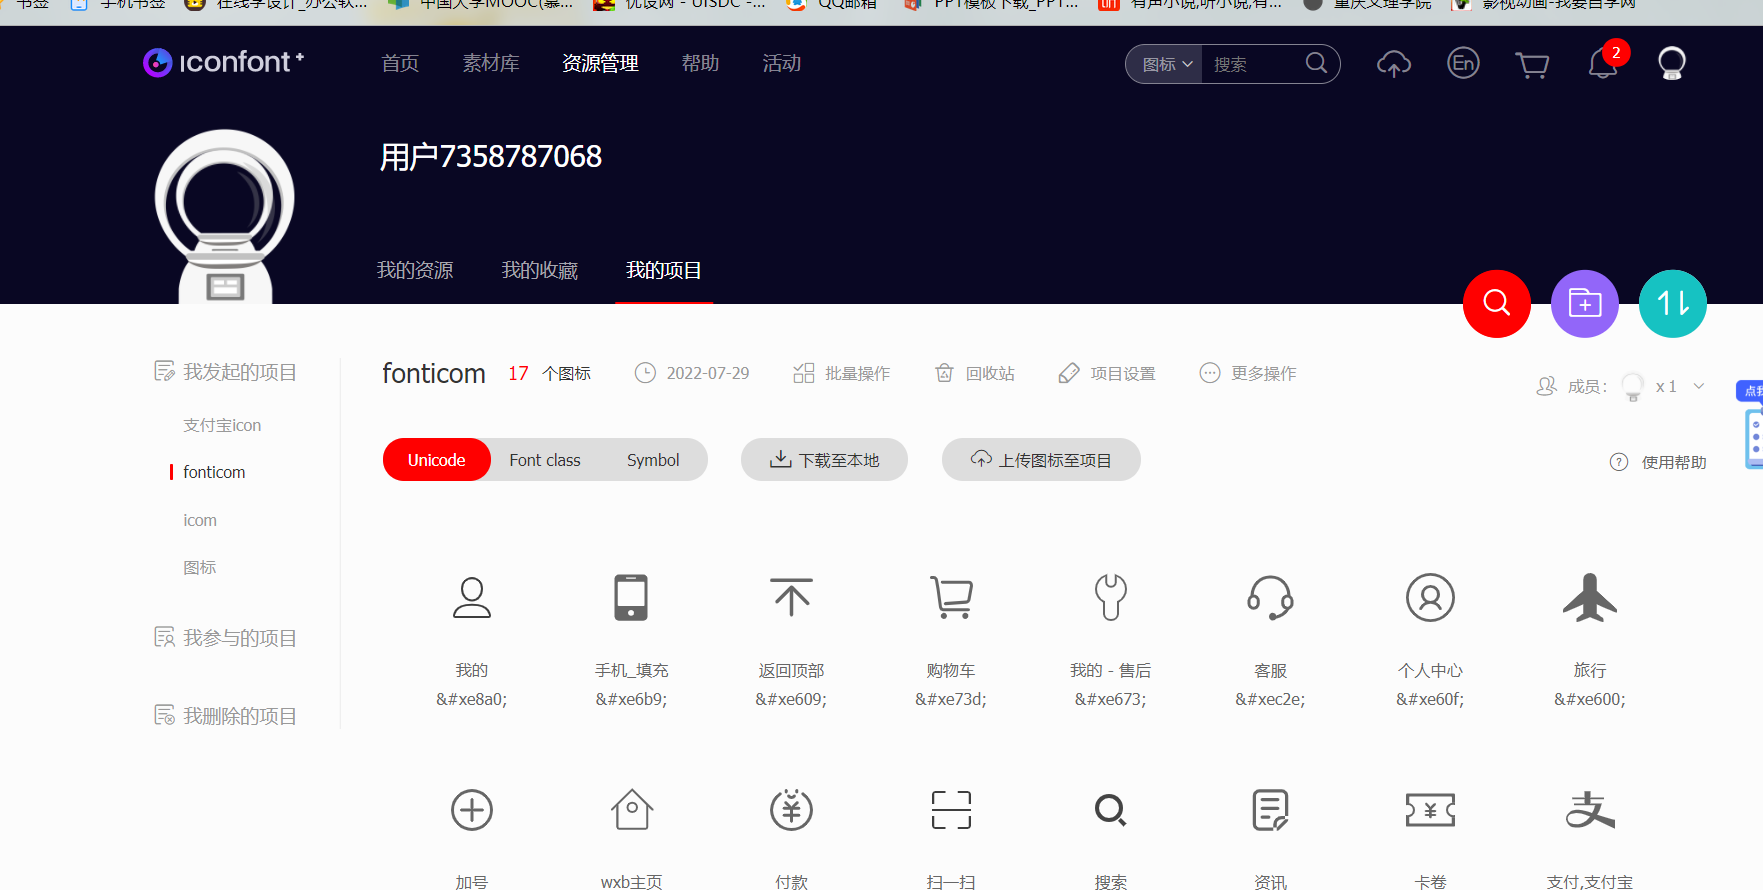 书签 手机书签 在线学设计_办公软... 中国大学MOOC(慕... 优设网 - UISDC -... QQ邮箱 PPT模板下载_PPT... 有声小说,听小说,有... 重庆文理学院 影视动画-我要自学网
iconfont+ 首页 素材库 资源管理 帮助 活动 图标 搜索 En 2
用户7358787068
我的资源 我的收藏 我的项目
我发起的项目 fonticom 17 个图标 2022-07-29 批量操作 回收站 项目设置 更多操作 成员: x 1
点我
支付宝icon
fonticom Unicode Font class Symbol 下载至本地 上传图标至项目 ? 使用帮助
icom
图标
我参与的项目
我删除的项目
我的 手机_填充 返回顶部 购物车 我的 - 售后 客服 个人中心 旅行
&#xe8a0; &#xe6b9; &#xe609; &#xe73d; &#xe673; &#xec2e; &#xe60f; &#xe600;
加号 wxb主页 付款 扫一扫 搜索 资讯 卡卷 支付,支付宝